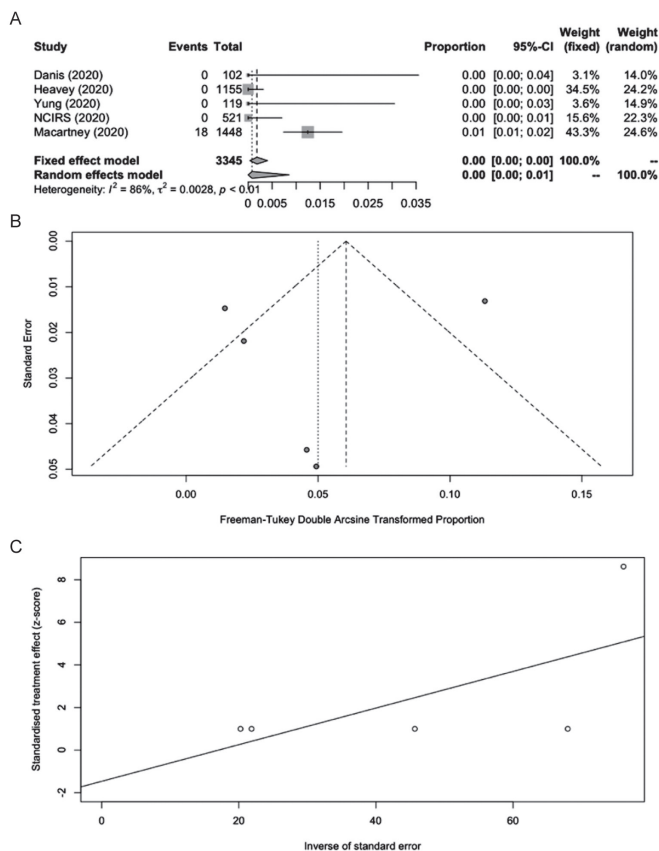 A
Study Events Total Proportion 95%-CI Weight (fixed) Weight (random)
Danis (2020) 0 102 0.00 [0.00; 0.04] 3.1% 14.0%
Heavey (2020) 0 1155 0.00 [0.00; 0.00] 34.5% 24.2%
Yung (2020) 0 119 0.00 [0.00; 0.03] 3.6% 14.9%
NCIRS (2020) 0 521 0.00 [0.00; 0.01] 15.6% 22.3%
Macartney (2020) 18 1448 0.01 [0.01; 0.02] 43.3% 24.6%
Fixed effect model 3345 0.00 [0.00; 0.00] 100.0% --
Random effects model 0.00 [0.00; 0.01] -- 100.0%
Heterogeneity: I² = 86%, τ² = 0.0028, p < 0.01
0 0.005 0.015 0.025 0.035
B
Standard Error
0.00
0.01
0.02
0.03
0.04
0.05
0.00 0.05 0.10 0.15
Freeman-Tukey Double Arcsine Transformed Proportion
C
Standardised treatment effect (z-score)
8
6
4
2
0
-2
0 20 40 60
Inverse of standard error